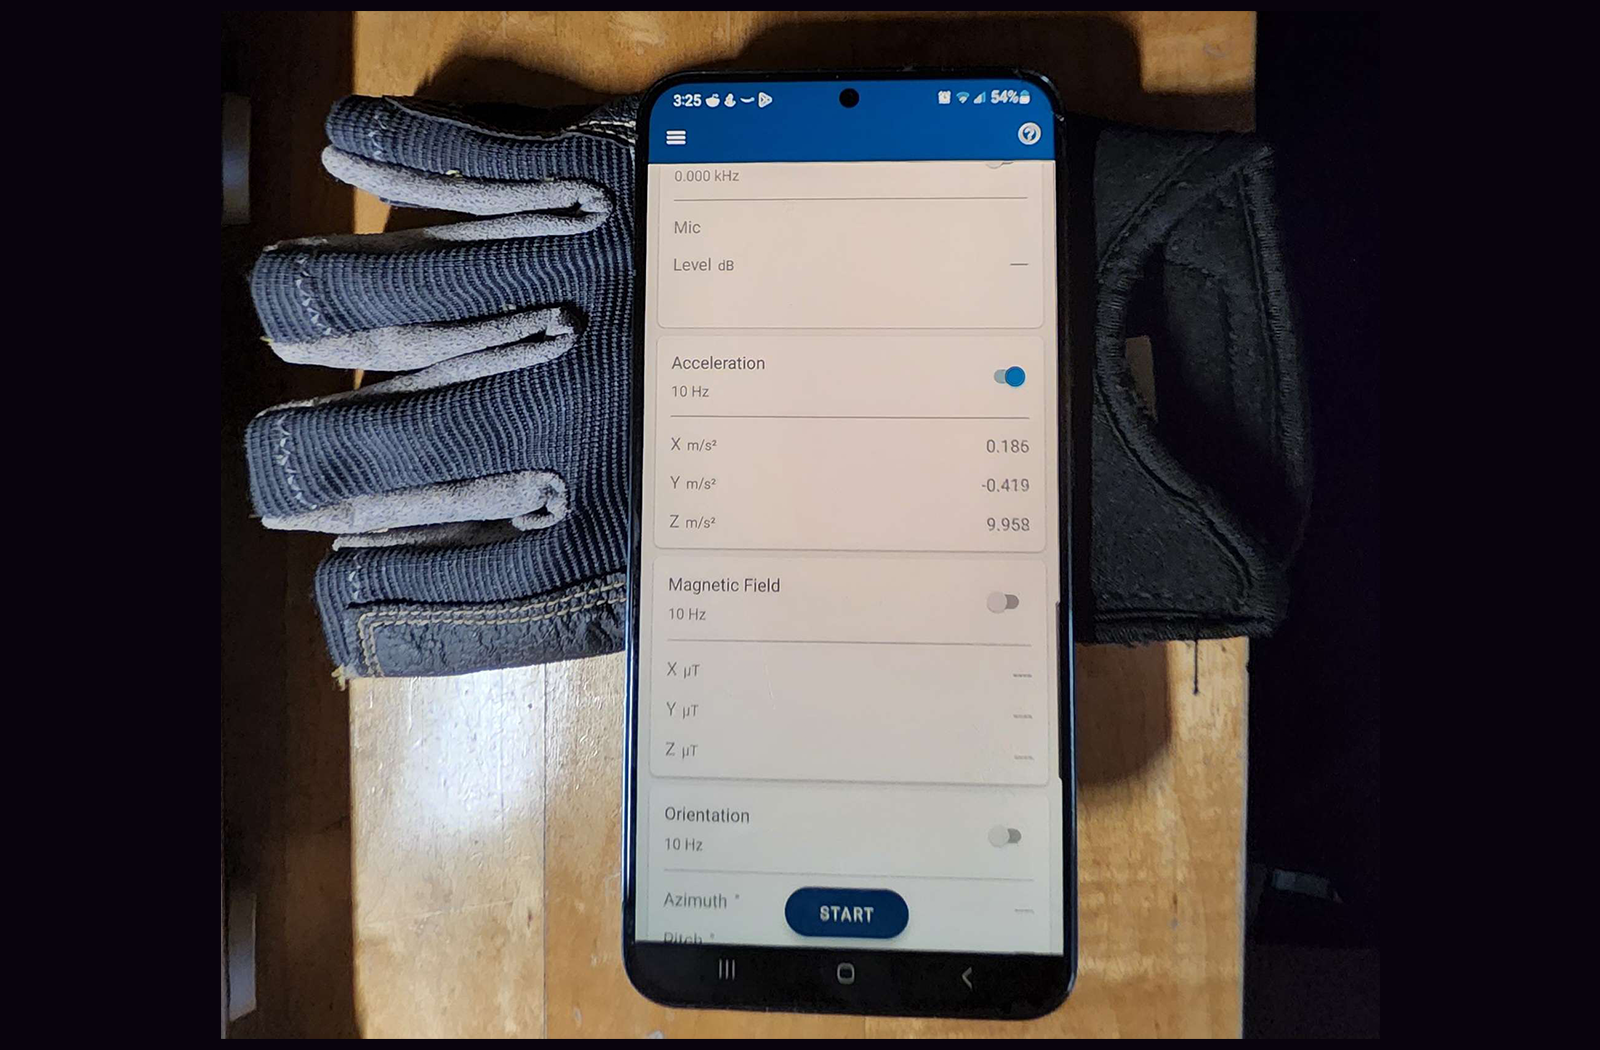 3:25 54%
0.000 kHz
Mic
Level dB —
Acceleration
10 Hz
X m/s² 0.186
Y m/s² -0.419
Z m/s² 9.958
Magnetic Field
10 Hz
X µT
Y µT
Z µT
Orientation
10 Hz
Azimuth °
Pitch °
START